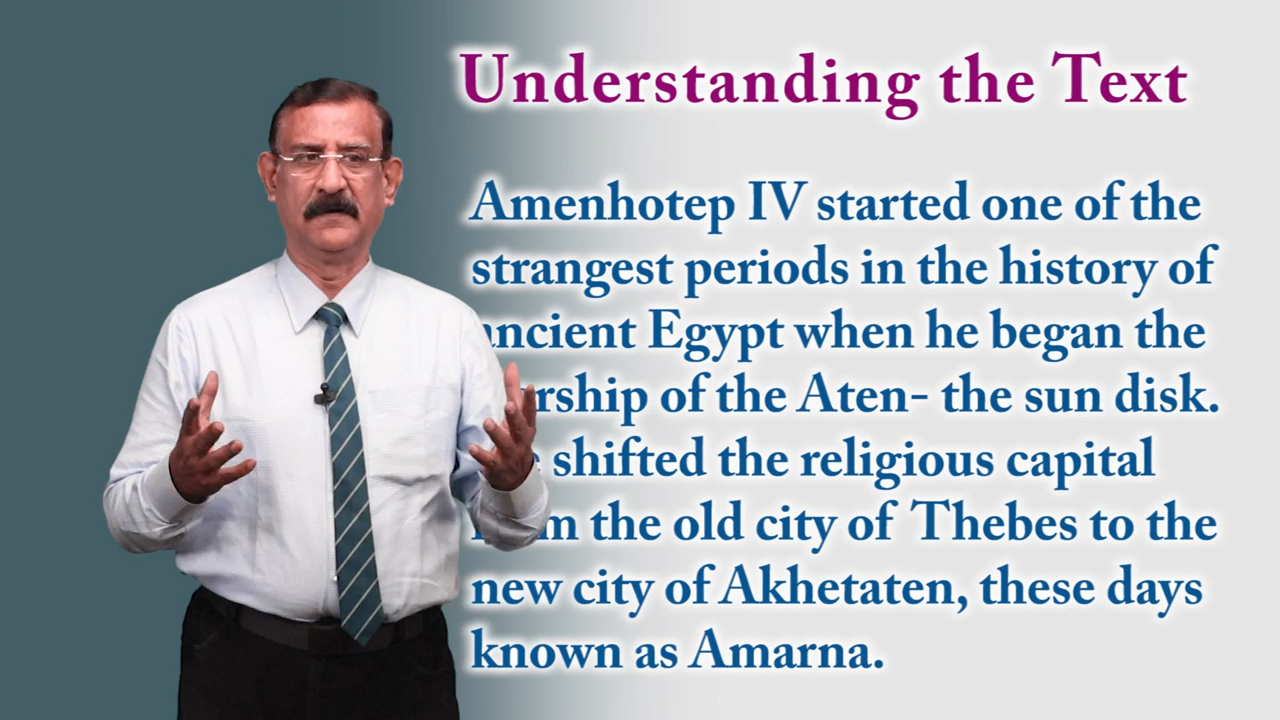 Understanding the Text
Amenhotep IV started one of the
strangest periods in the history of
ancient Egypt when he began the
of the Aten- the sun disk.
shifted the religious capital
the old city of Thebes to the
new city of Akhetaten, these days
known as Amarna.